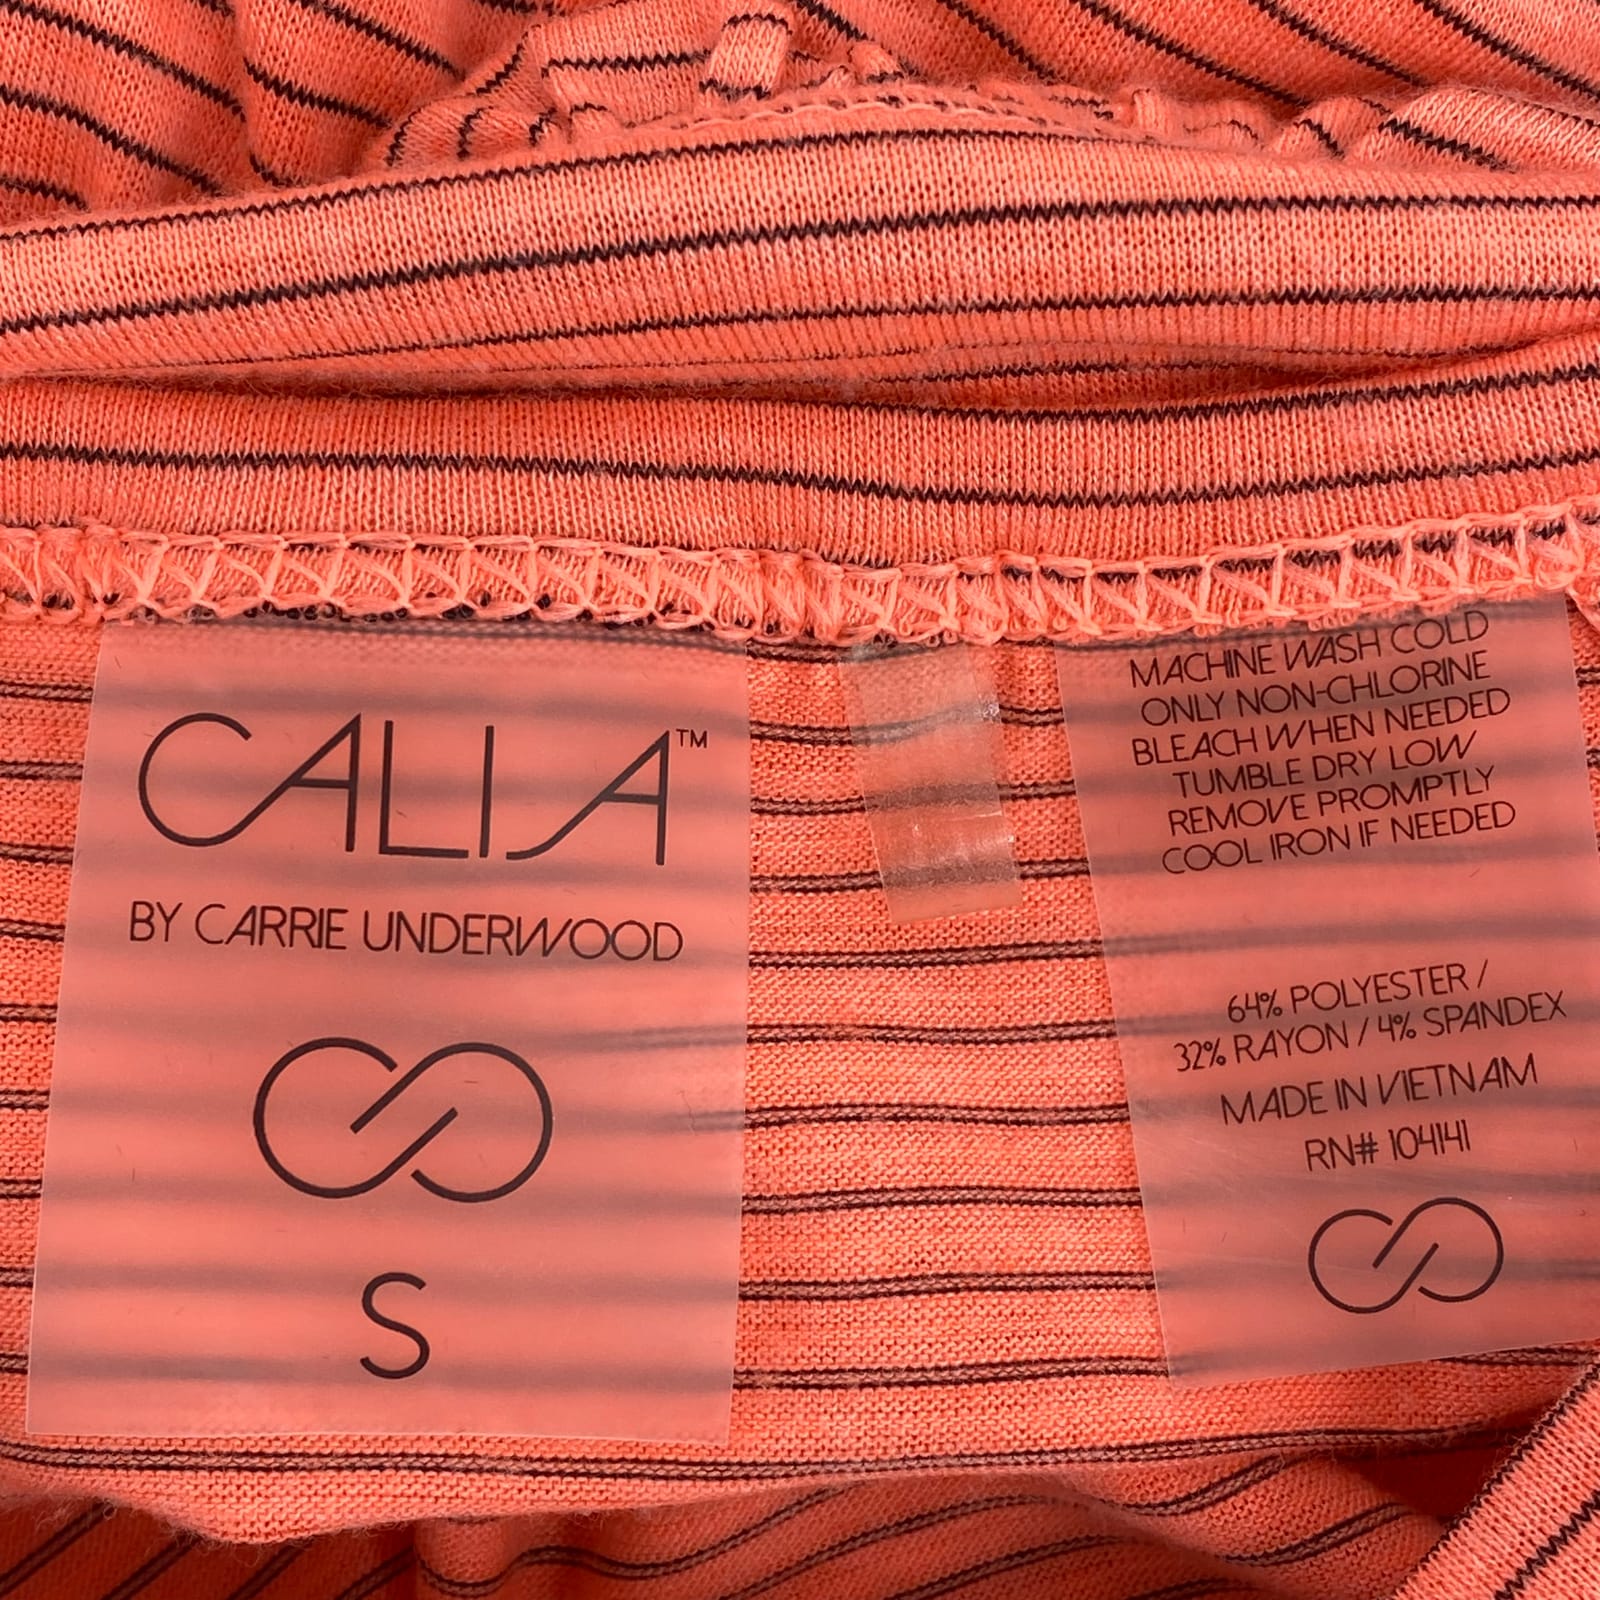 CALIA™
BY CARRIE UNDERWOOD
S
MACHINE WASH COLD
ONLY NON-CHLORINE
BLEACH WHEN NEEDED
TUMBLE DRY LOW
REMOVE PROMPTLY
COOL IRON IF NEEDED
64% POLYESTER /
32% RAYON / 4% SPANDEX
MADE IN VIETNAM
RN# 104141